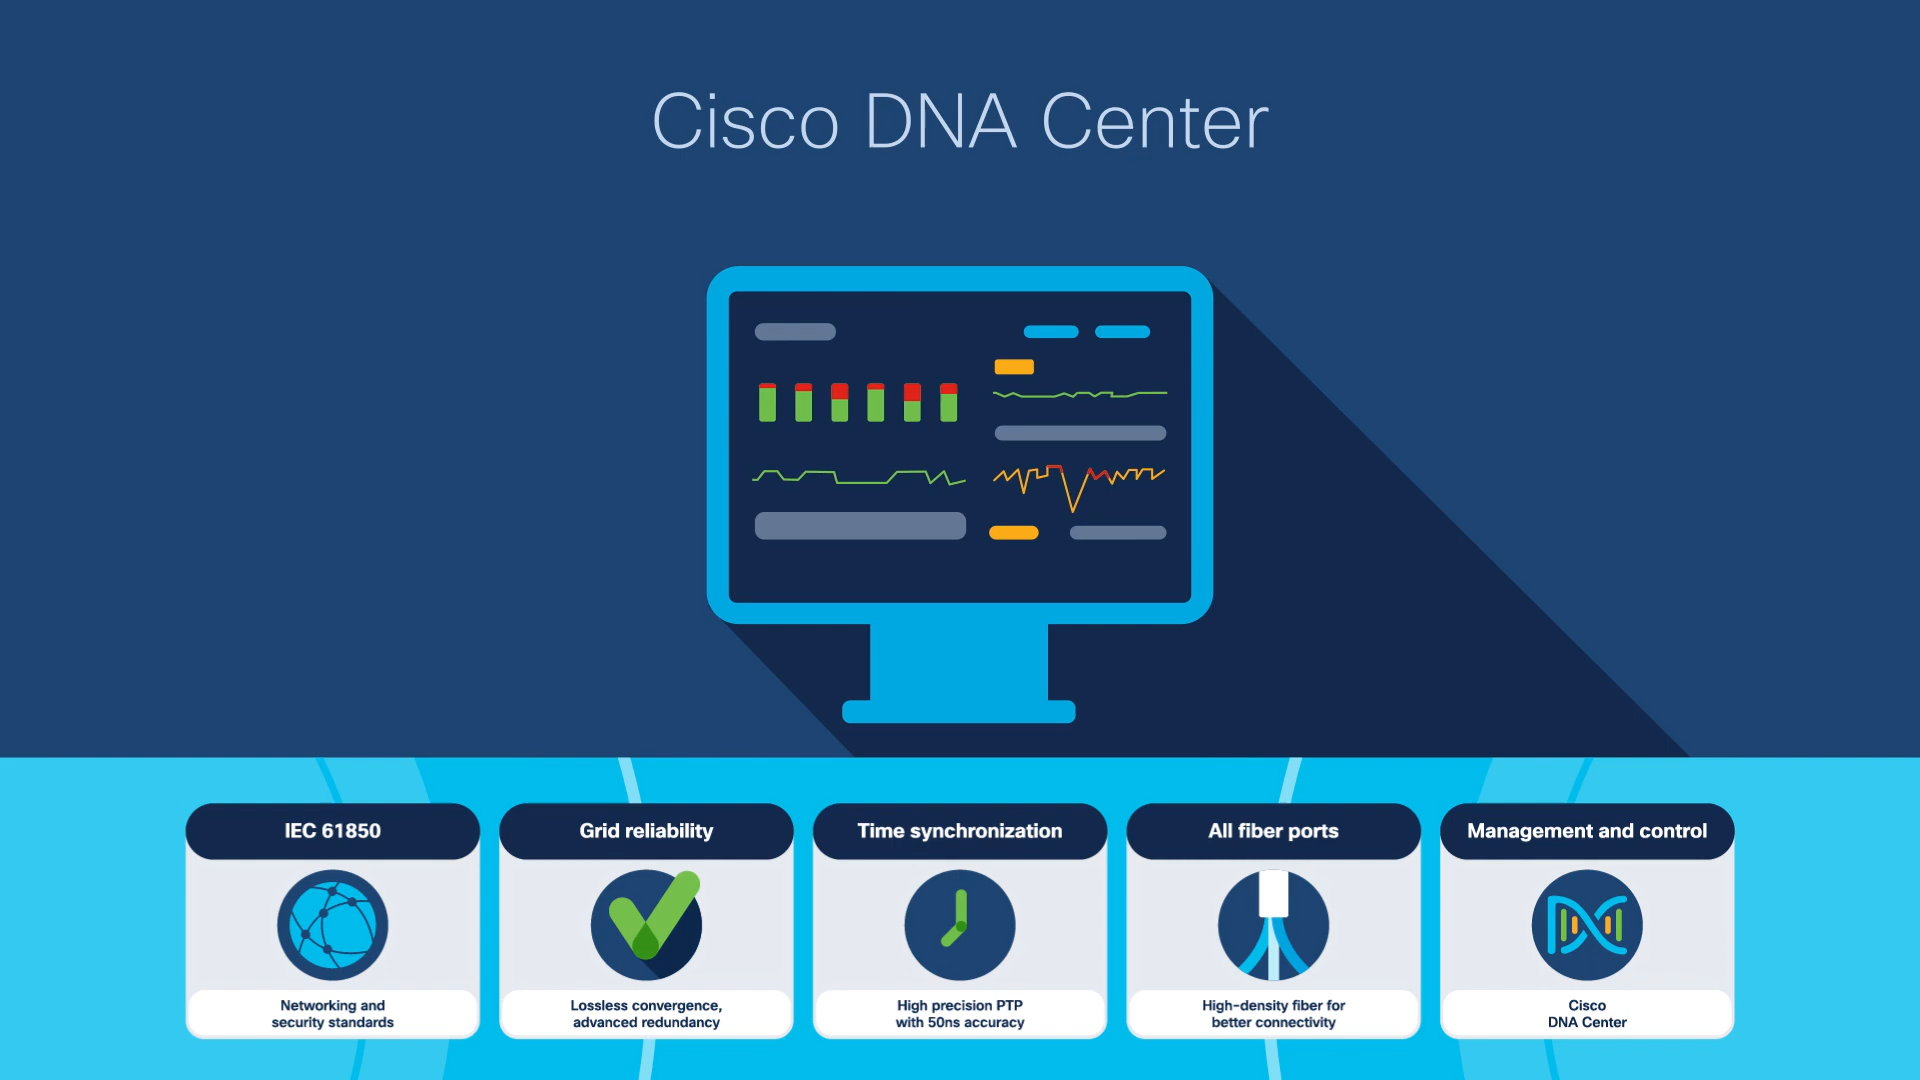 Cisco DNA Center
IEC 61850
Networking and
security standards
Grid reliability
Lossless convergence,
advanced redundancy
Time synchronization
High precision PTP
with 50ns accuracy
All fiber ports
High-density fiber for
better connectivity
Management and control
Cisco
DNA Center